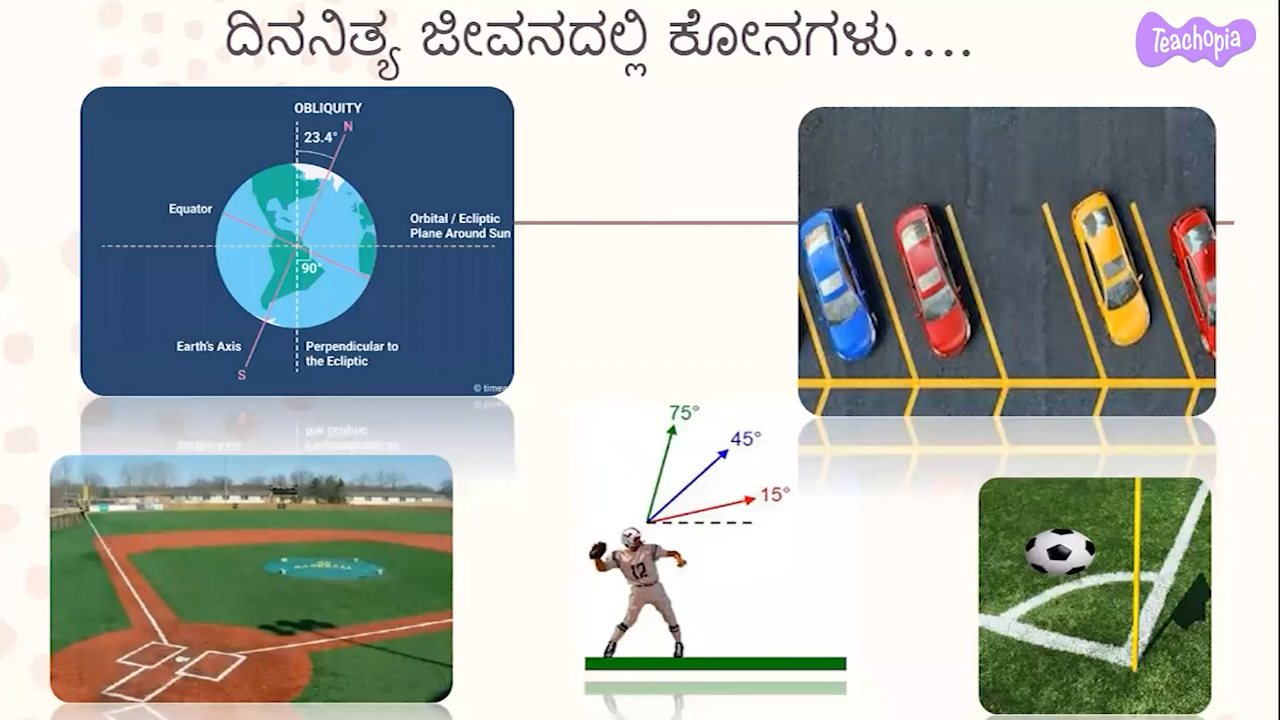 ದಿನನಿತ್ಯ ಜೀವನದಲ್ಲಿ ಕೋನಗಳು....
Teachopia
OBLIQUITY
23.4°
N
Equator
Orbital / Ecliptic
Plane Around Sun
90°
Earth's Axis
Perpendicular to
the Ecliptic
S
75°
45°
15°
12